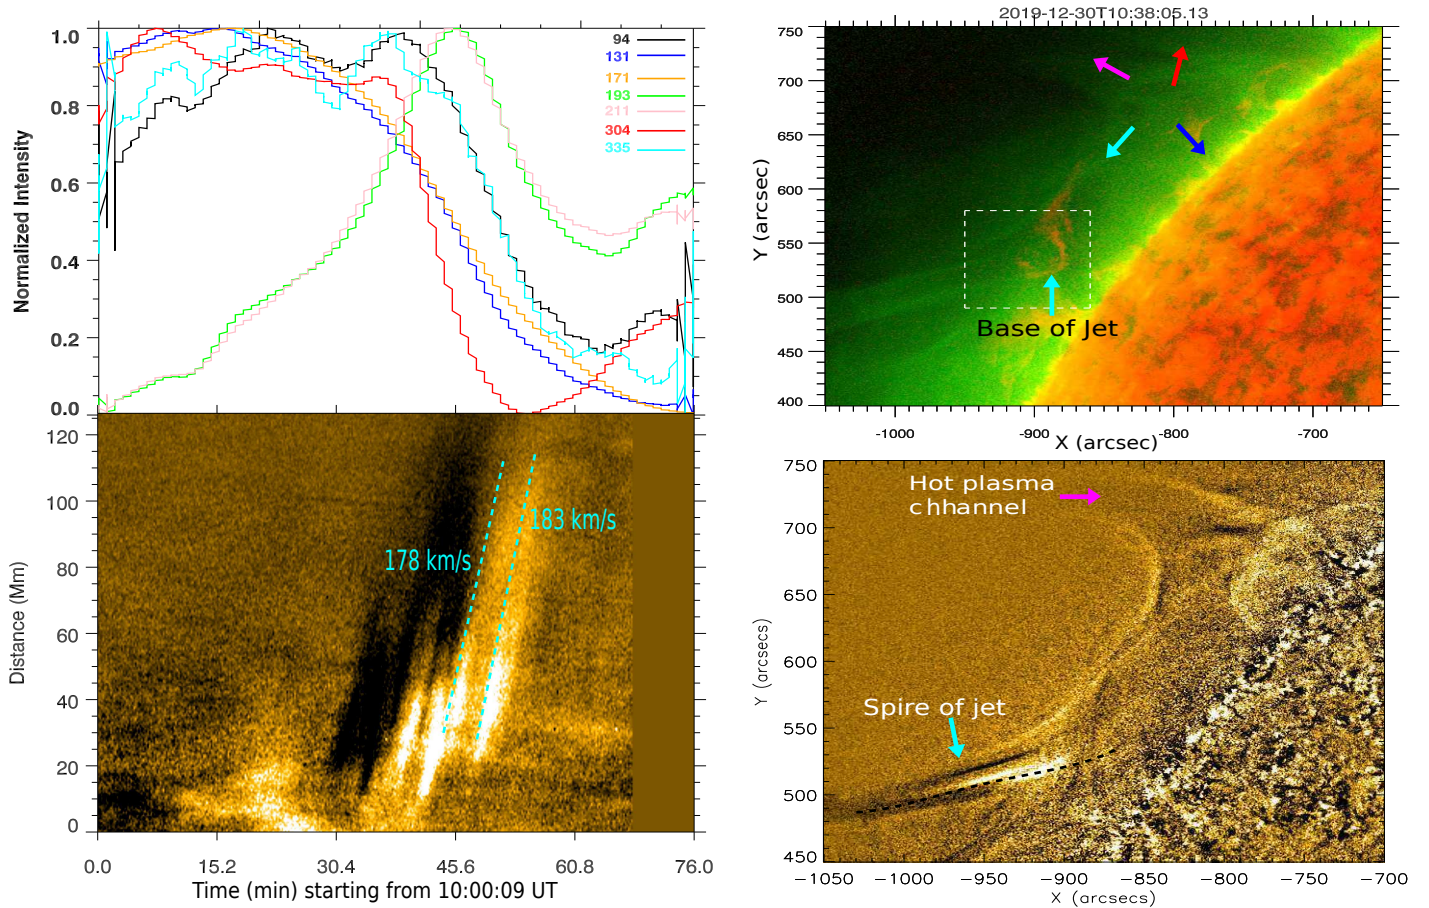 1.0
0.8
0.6
0.4
0.2
0.0
Normalized Intensity
94
131
171
193
211
304
335
120
100
80
60
40
20
0
Distance (Mm)
178 km/s
183 km/s
0.0 15.2 30.4 45.6 60.8 76.0
Time (min) starting from 10:00:09 UT
2019-12-30T10:38:05.13
750
700
650
600
550
500
450
400
Y (arcsec)
Base of Jet
-1000 -900 -800 -700
X (arcsec)
750
700
650
600
550
500
450
Y (arcsecs)
Hot plasma
chhannel
Spire of jet
−1050 −1000 −950 −900 −850 −800 −750 −700
X (arcsecs)